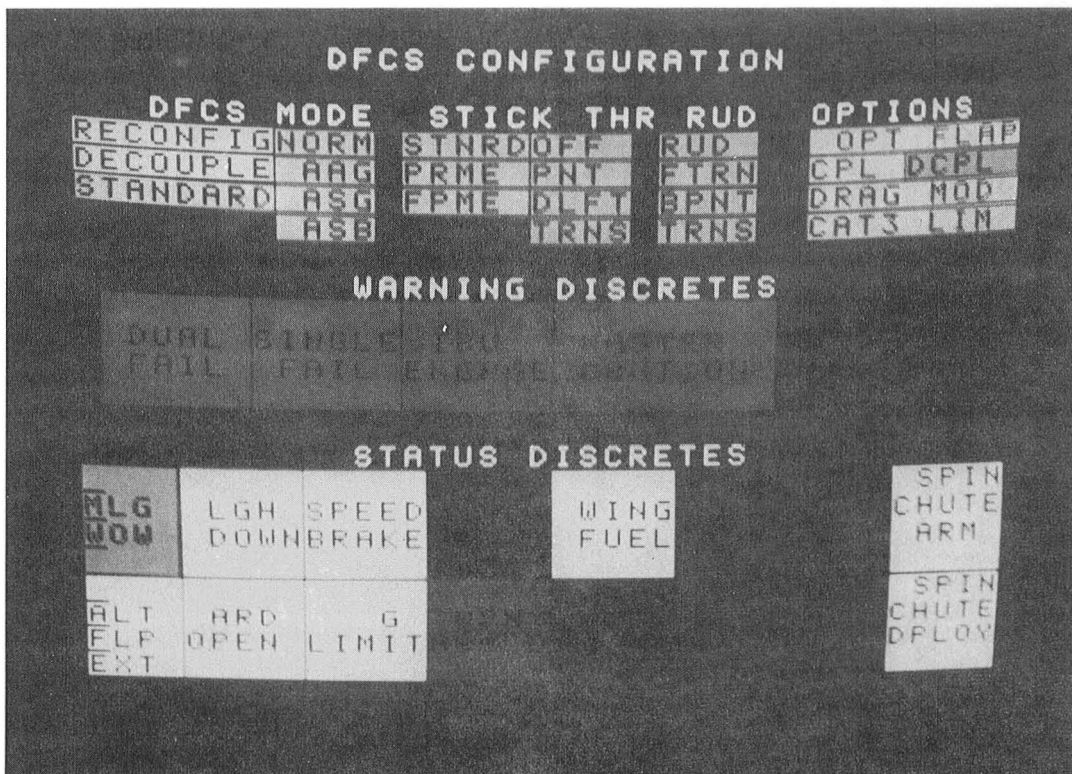 DFCS CONFIGURATION
DFCS MODE STICK THR RUD OPTIONS
RECONFIG NORM STNRD OFF RUD OPT FLAP
DECOUPLE AAG PRME PNT FTRN CPL DCPL
STANDARD ASG FPME DLFT BPNT DRAG MOD
ASB TRNS TRNS CAT3 LIM
WARNING DISCRETES
DUAL SINGLE
FAIL FAIL
STATUS DISCRETES
MLG LGH SPEED WING SPIN
WOW DOWN BRAKE FUEL CHUTE
ARM
ALT ARD G SPIN
FLP OPEN LIMIT CHUTE
EXT DPLOY